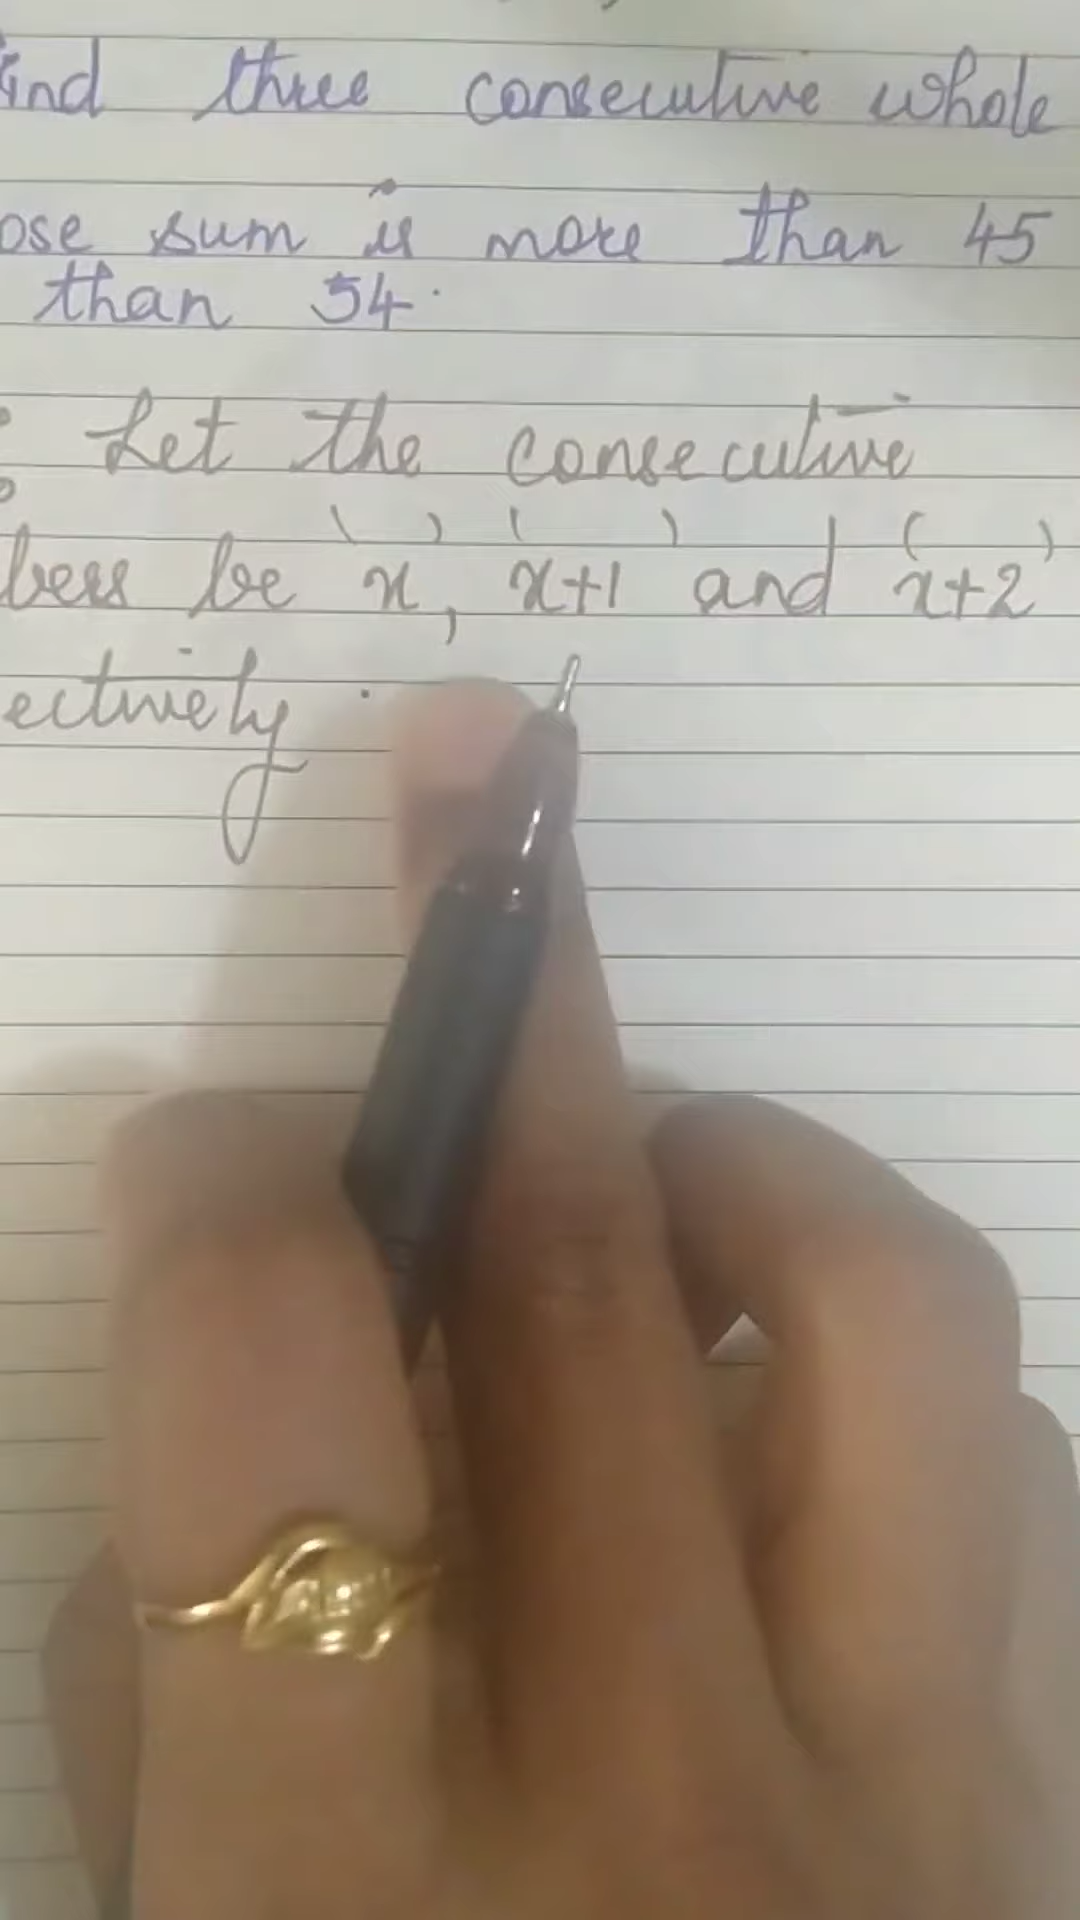 ind three consecutive whole
ose sum is more than 45
than 54.
Let the consecutive
bers be x, x+1 and x+2
ectively.